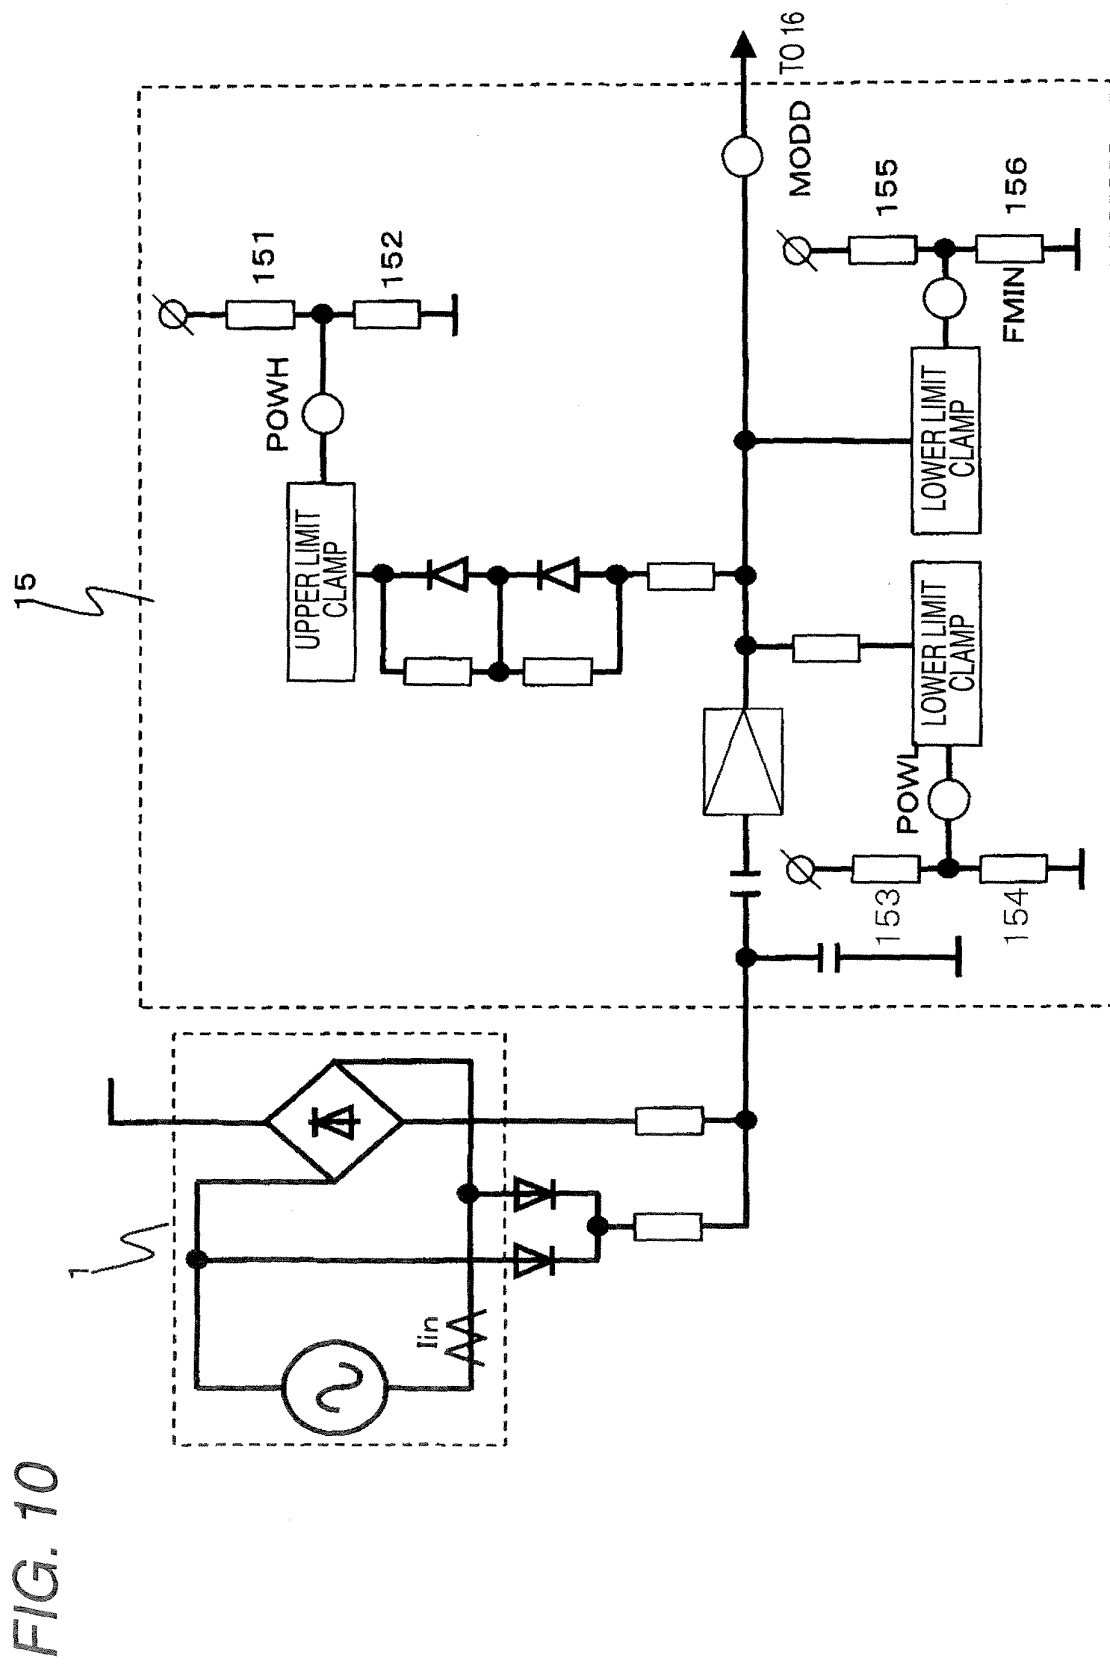 FIG. 10
15
1
Iin
POWH
151
152
UPPER LIMIT
CLAMP
TO 16
MODD
POWL
153
154
LOWER LIMIT
CLAMP
LOWER LIMIT
CLAMP
FMIN
155
156